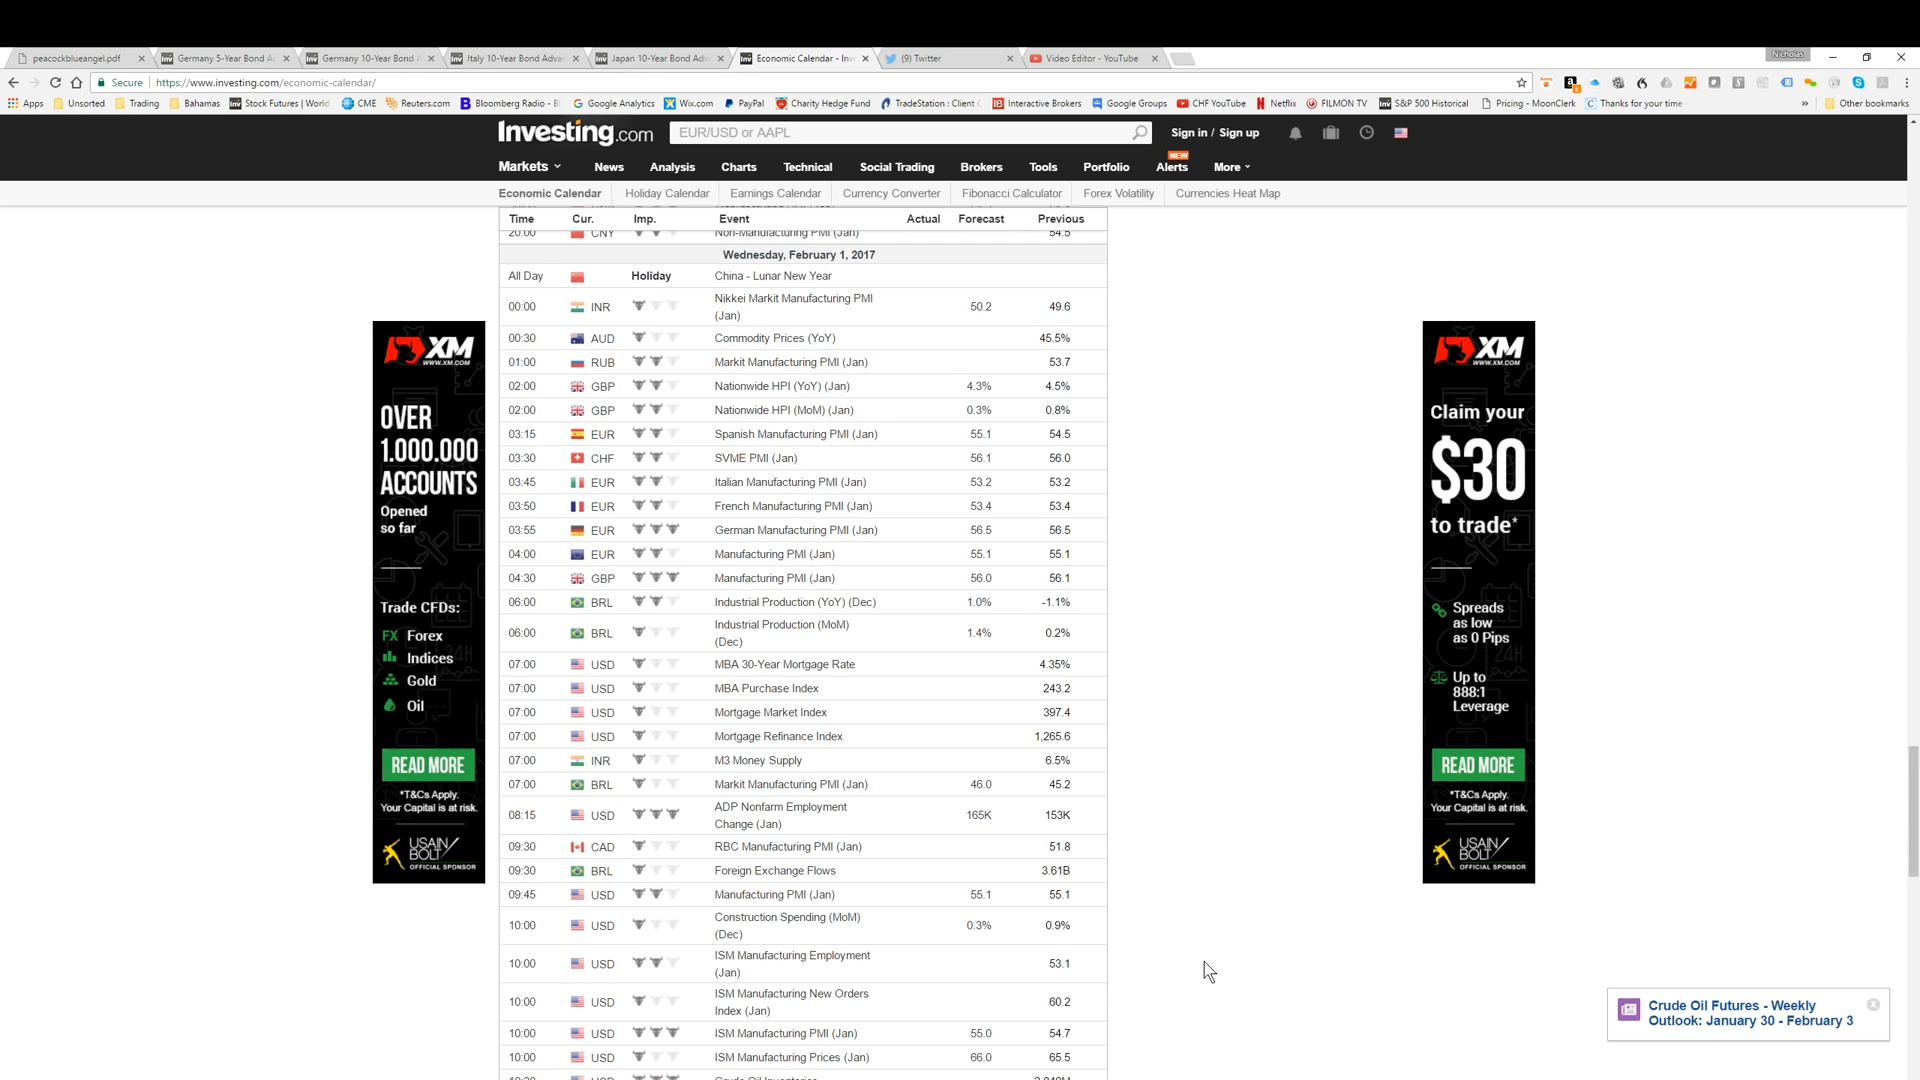 peacockblueangel.pdf
Germany 5-Year Bond A
Germany 10-Year Bond
Italy 10-Year Bond Adva
Japan 10-Year Bond Adv
Economic Calendar - Inv
(9) Twitter
Video Editor - YouTube
Nicholas
Secure https://www.investing.com/economic-calendar/
Apps Unsorted Trading Bahamas Stock Futures | World CME Reuters.com Bloomberg Radio - B Google Analytics Wix.com PayPal Charity Hedge Fund TradeStation : Client Interactive Brokers Google Groups CHF YouTube Netflix FILMON TV S&P 500 Historical Pricing - MoonClerk Thanks for your time Other bookmarks
Investing.com EUR/USD or AAPL Sign in / Sign up
NEW
Markets News Analysis Charts Technical Social Trading Brokers Tools Portfolio Alerts More
Economic Calendar Holiday Calendar Earnings Calendar Currency Converter Fibonacci Calculator Forex Volatility Currencies Heat Map
Time Cur. Imp. Event Actual Forecast Previous
20:00 CNY Non-Manufacturing PMI (Jan) 54.5
Wednesday, February 1, 2017
All Day Holiday China - Lunar New Year
00:00 INR Nikkei Markit Manufacturing PMI (Jan) 50.2 49.6
00:30 AUD Commodity Prices (YoY) 45.5%
01:00 RUB Markit Manufacturing PMI (Jan) 53.7
02:00 GBP Nationwide HPI (YoY) (Jan) 4.3% 4.5%
02:00 GBP Nationwide HPI (MoM) (Jan) 0.3% 0.8%
03:15 EUR Spanish Manufacturing PMI (Jan) 55.1 54.5
03:30 CHF SVME PMI (Jan) 56.1 56.0
03:45 EUR Italian Manufacturing PMI (Jan) 53.2 53.2
03:50 EUR French Manufacturing PMI (Jan) 53.4 53.4
03:55 EUR German Manufacturing PMI (Jan) 56.5 56.5
04:00 EUR Manufacturing PMI (Jan) 55.1 55.1
04:30 GBP Manufacturing PMI (Jan) 56.0 56.1
06:00 BRL Industrial Production (YoY) (Dec) 1.0% -1.1%
06:00 BRL Industrial Production (MoM) (Dec) 1.4% 0.2%
07:00 USD MBA 30-Year Mortgage Rate 4.35%
07:00 USD MBA Purchase Index 243.2
07:00 USD Mortgage Market Index 397.4
07:00 USD Mortgage Refinance Index 1,265.6
07:00 INR M3 Money Supply 6.5%
07:00 BRL Markit Manufacturing PMI (Jan) 46.0 45.2
08:15 USD ADP Nonfarm Employment Change (Jan) 165K 153K
09:30 CAD RBC Manufacturing PMI (Jan) 51.8
09:30 BRL Foreign Exchange Flows 3.61B
09:45 USD Manufacturing PMI (Jan) 55.1 55.1
10:00 USD Construction Spending (MoM) (Dec) 0.3% 0.9%
10:00 USD ISM Manufacturing Employment (Jan) 53.1
10:00 USD ISM Manufacturing New Orders Index (Jan) 60.2
10:00 USD ISM Manufacturing PMI (Jan) 55.0 54.7
10:00 USD ISM Manufacturing Prices (Jan) 66.0 65.5
XM
WWW.XM.COM
OVER
1.000.000
ACCOUNTS
Opened
so far
Trade CFDs:
FX Forex
Indices
Gold
Oil
READ MORE
*T&Cs Apply.
Your Capital is at risk.
USAIN
BOLT
OFFICIAL SPONSOR
XM
WWW.XM.COM
Claim your
$30
to trade*
Spreads
as low
as 0 Pips
Up to
888:1
Leverage
READ MORE
*T&Cs Apply.
Your Capital is at risk.
USAIN
BOLT
OFFICIAL SPONSOR
Crude Oil Futures - Weekly
Outlook: January 30 - February 3